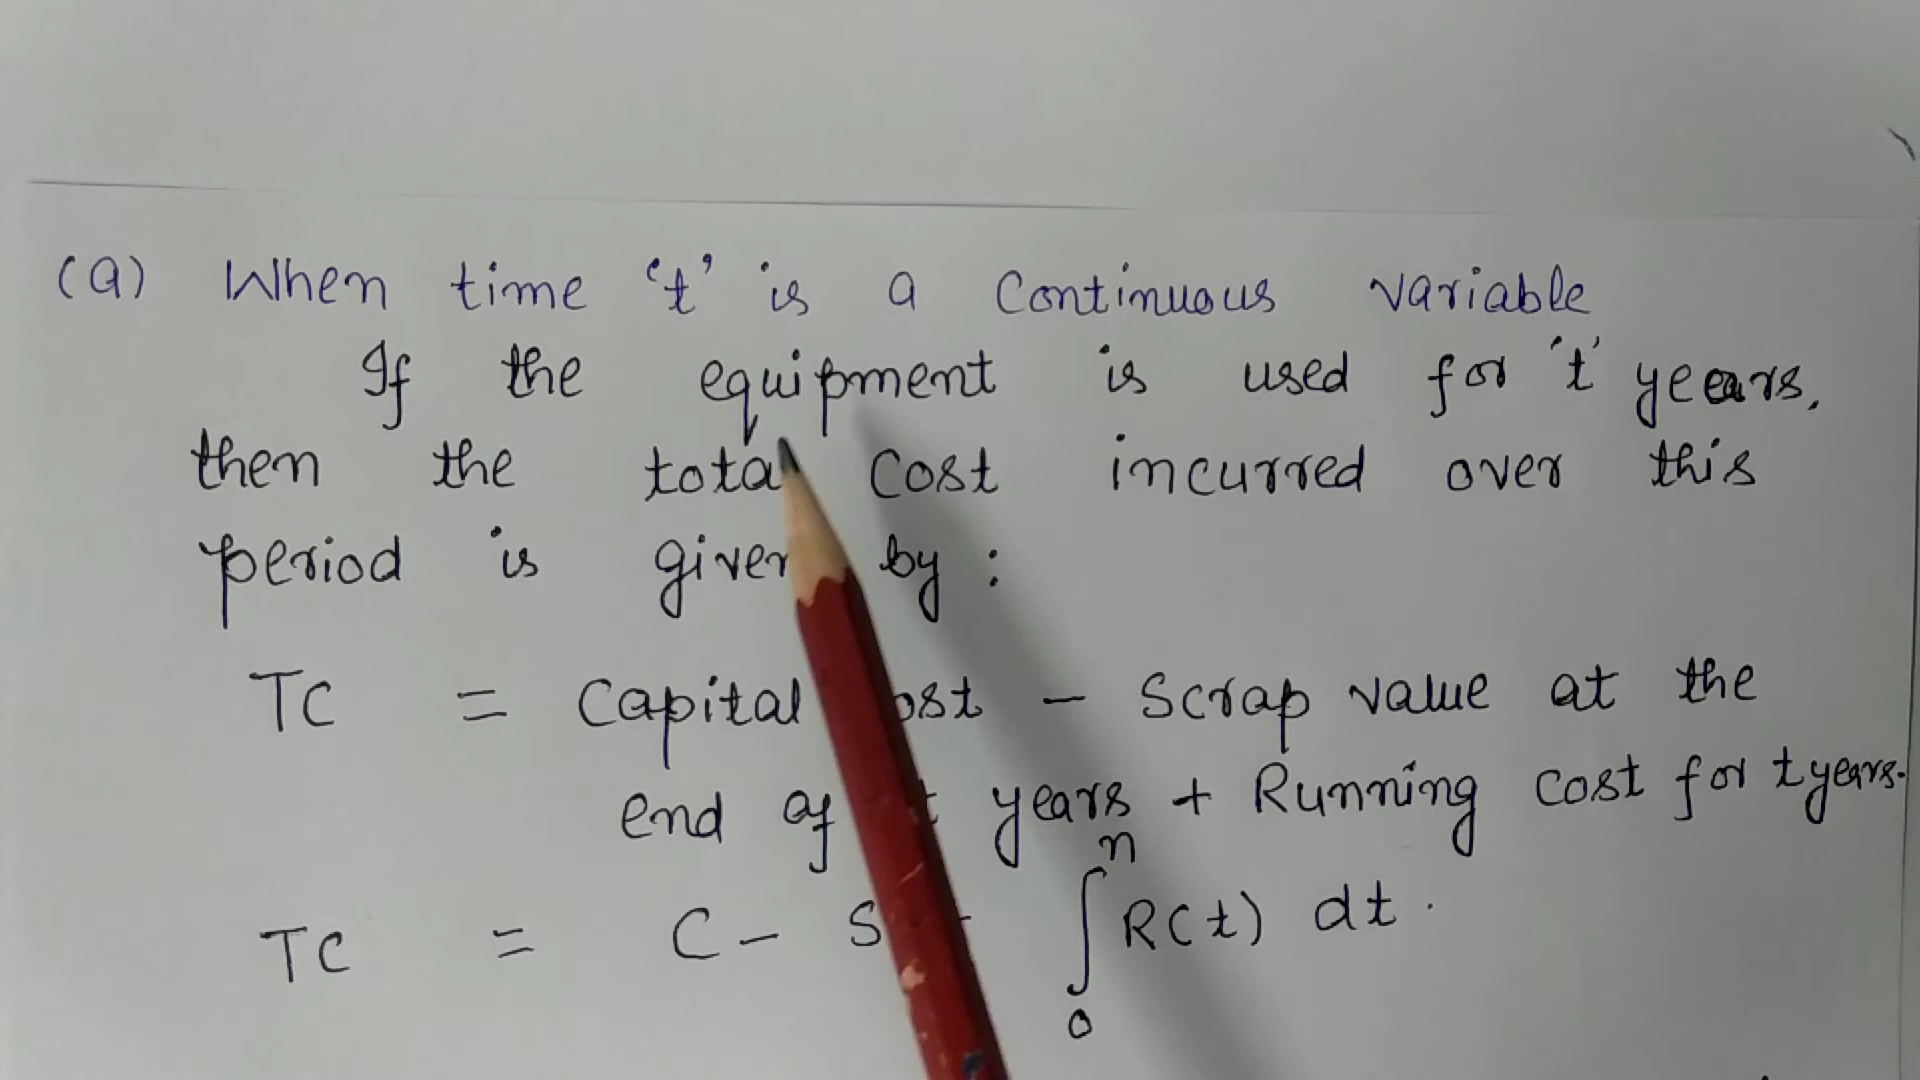 (a) When time 't' is a Continuous variable
If the equipment is used for 't' years,
then the total Cost incurred over this
period is given by :
TC = Capital Cost - Scrap value at the
end of t years + Running Cost for t years.
TC = C - S + ∫₀ⁿ R(t) dt.